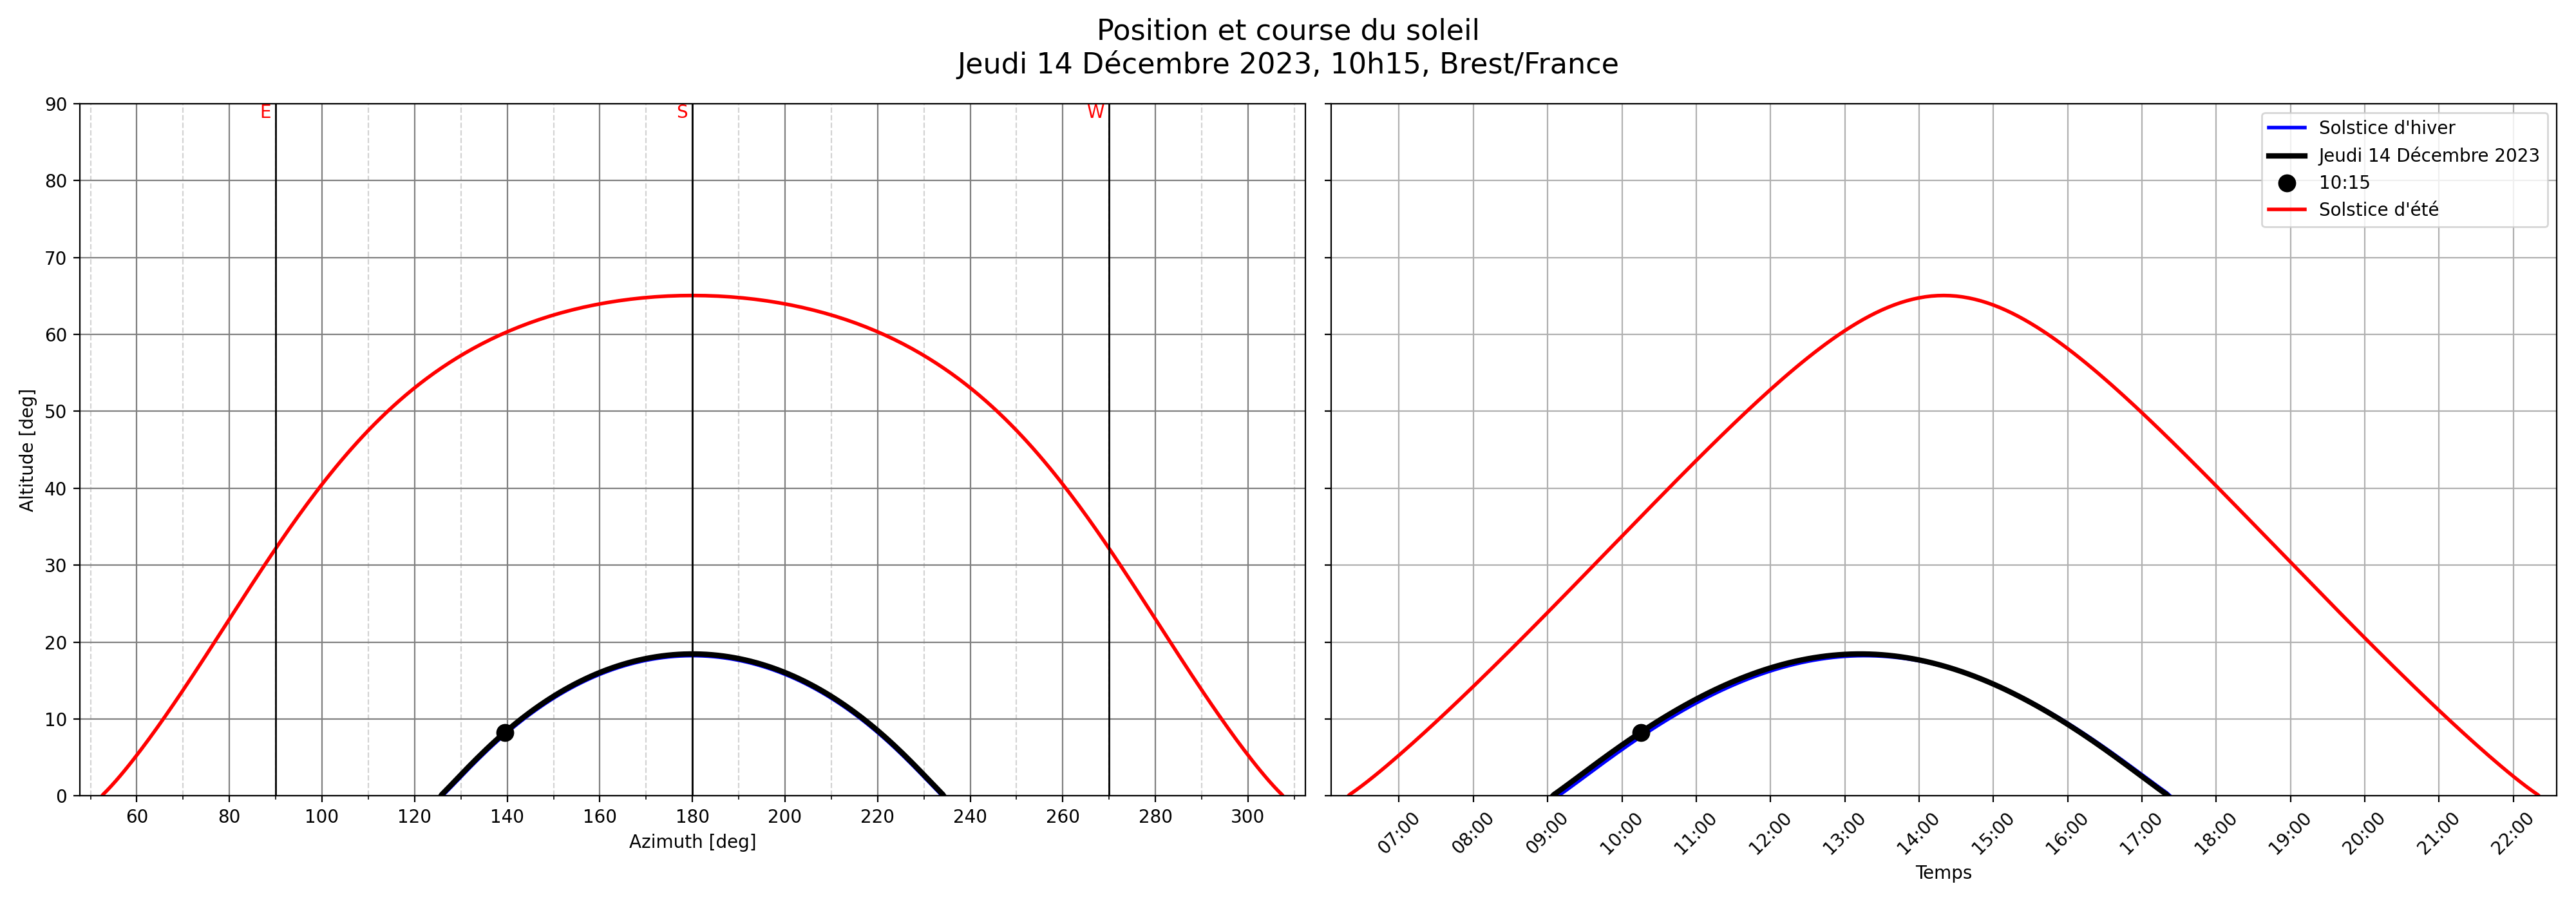 Position et course du soleil
Jeudi 14 Décembre 2023, 10h15, Brest/France
E
S
W
90
80
70
60
50
40
30
20
10
0
Altitude [deg]
60 80 100 120 140 160 180 200 220 240 260 280 300
Azimuth [deg]
Solstice d'hiver
Jeudi 14 Décembre 2023
10:15
Solstice d'été
07:00 08:00 09:00 10:00 11:00 12:00 13:00 14:00 15:00 16:00 17:00 18:00 19:00 20:00 21:00 22:00
Temps